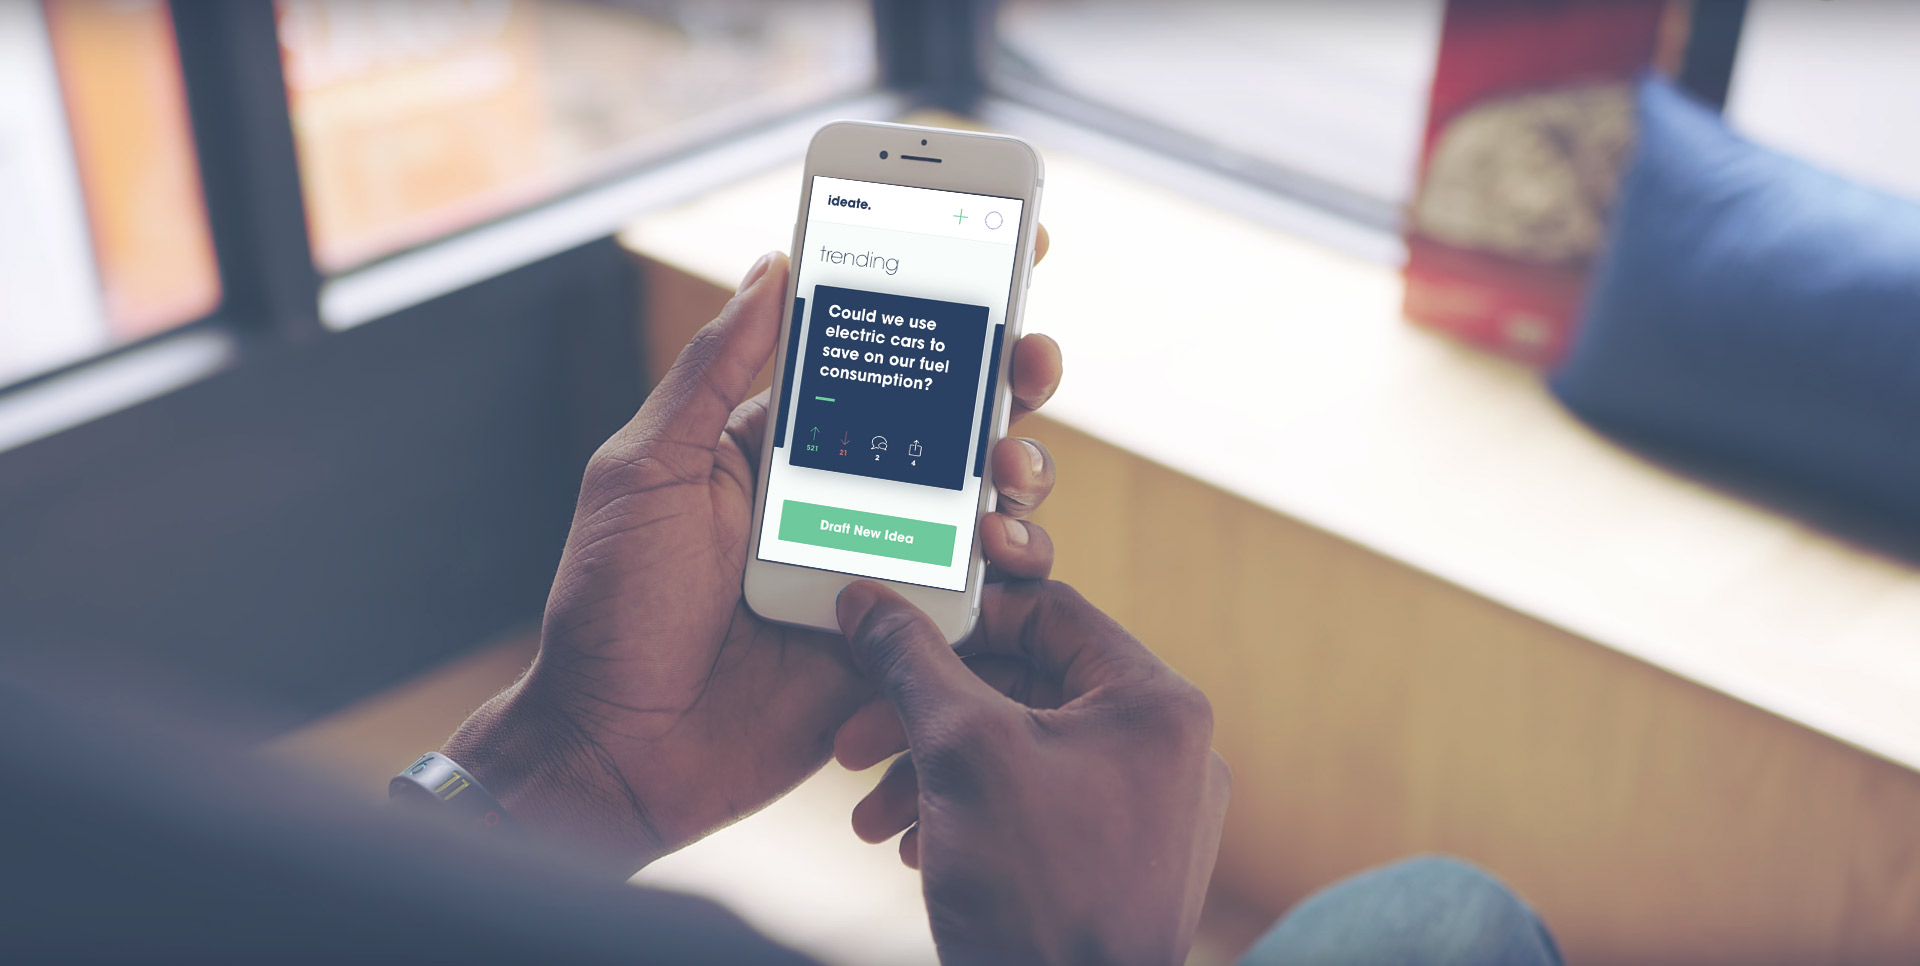 ideate.
trending
Could we use
electric cars to
save on our fuel
consumption?
521
21
2
4
Draft New Idea